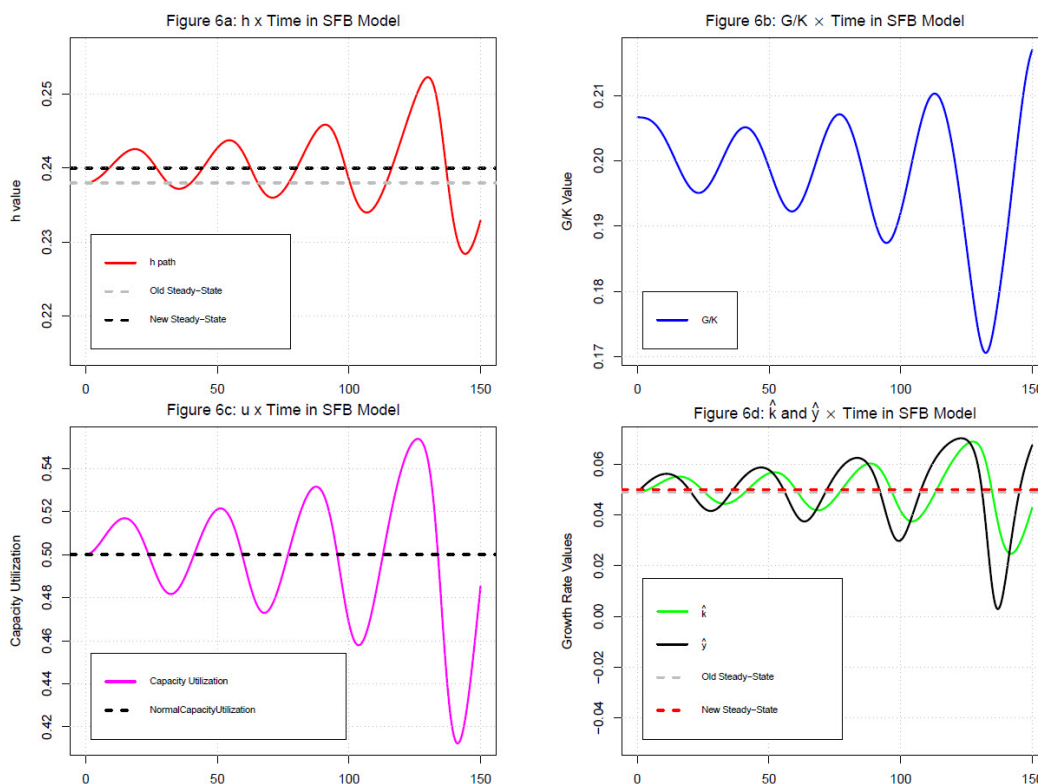 Figure 6a: h x Time in SFB Model
h value
0.25
0.24
0.23
0.22
h path
Old Steady-State
New Steady-State
0 50 100 150
Figure 6b: G/K × Time in SFB Model
G/K Value
0.21
0.20
0.19
0.18
0.17
G/K
0 50 100 150
Figure 6c: u x Time in SFB Model
Capacity Utilization
0.54
0.52
0.50
0.48
0.46
0.44
0.42
Capacity Utilization
NormalCapacityUtilization
0 50 100 150
Figure 6d: k̂ and ŷ × Time in SFB Model
Growth Rate Values
0.06
0.04
0.02
0.00
−0.02
−0.04
k̂
ŷ
Old Steady-State
New Steady-State
0 50 100 150